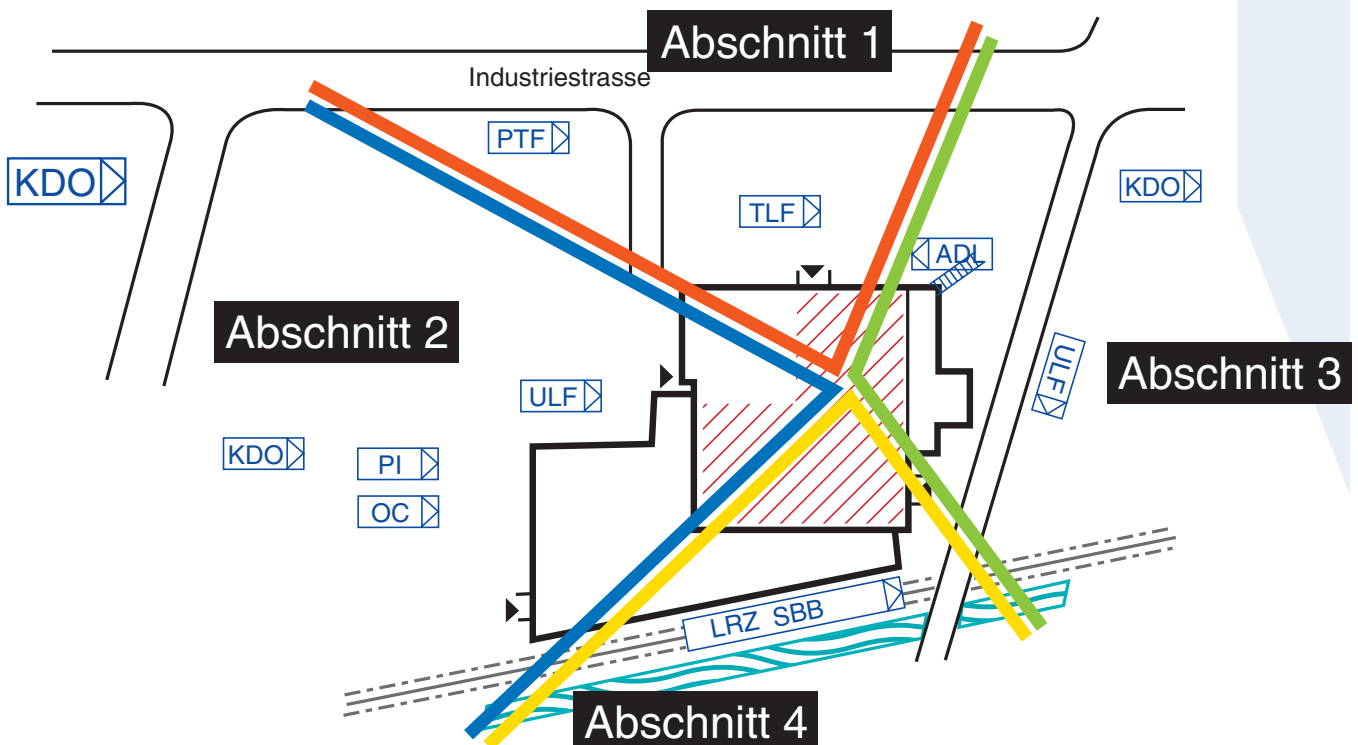 Abschnitt 1
Industriestrasse
PTF
KDO
KDO
TLF
ADL
Abschnitt 2
ULF
Abschnitt 3
ULF
KDO
PI
OC
LRZ SBB
Abschnitt 4